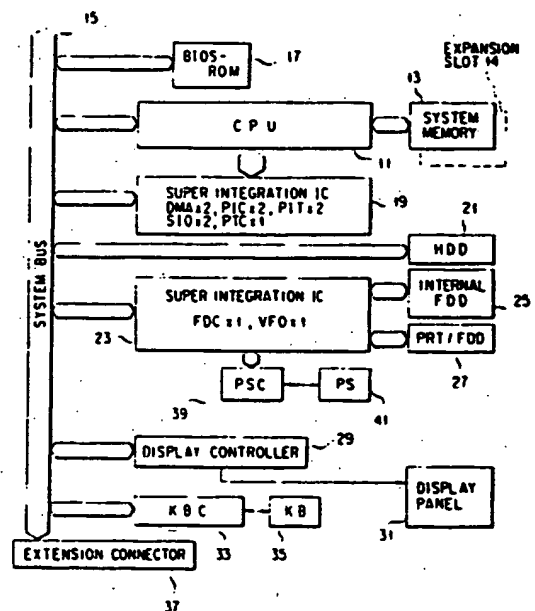 15
BIOS-
ROM
17
EXPANSION
SLOT 14
13
CPU
SYSTEM
MEMORY
11
SUPER INTEGRATION IC
DMA×2, PIC×2, PIT×2
SIO×2, PTC×1
19
21
HDD
SYSTEM BUS
SUPER INTEGRATION IC
FDC×1, VFO×1
23
INTERNAL
FDD
25
PRT/FDD
27
PSC
PS
39
41
29
DISPLAY CONTROLLER
DISPLAY
PANEL
31
KBC
KB
33
35
EXTENSION CONNECTOR
37